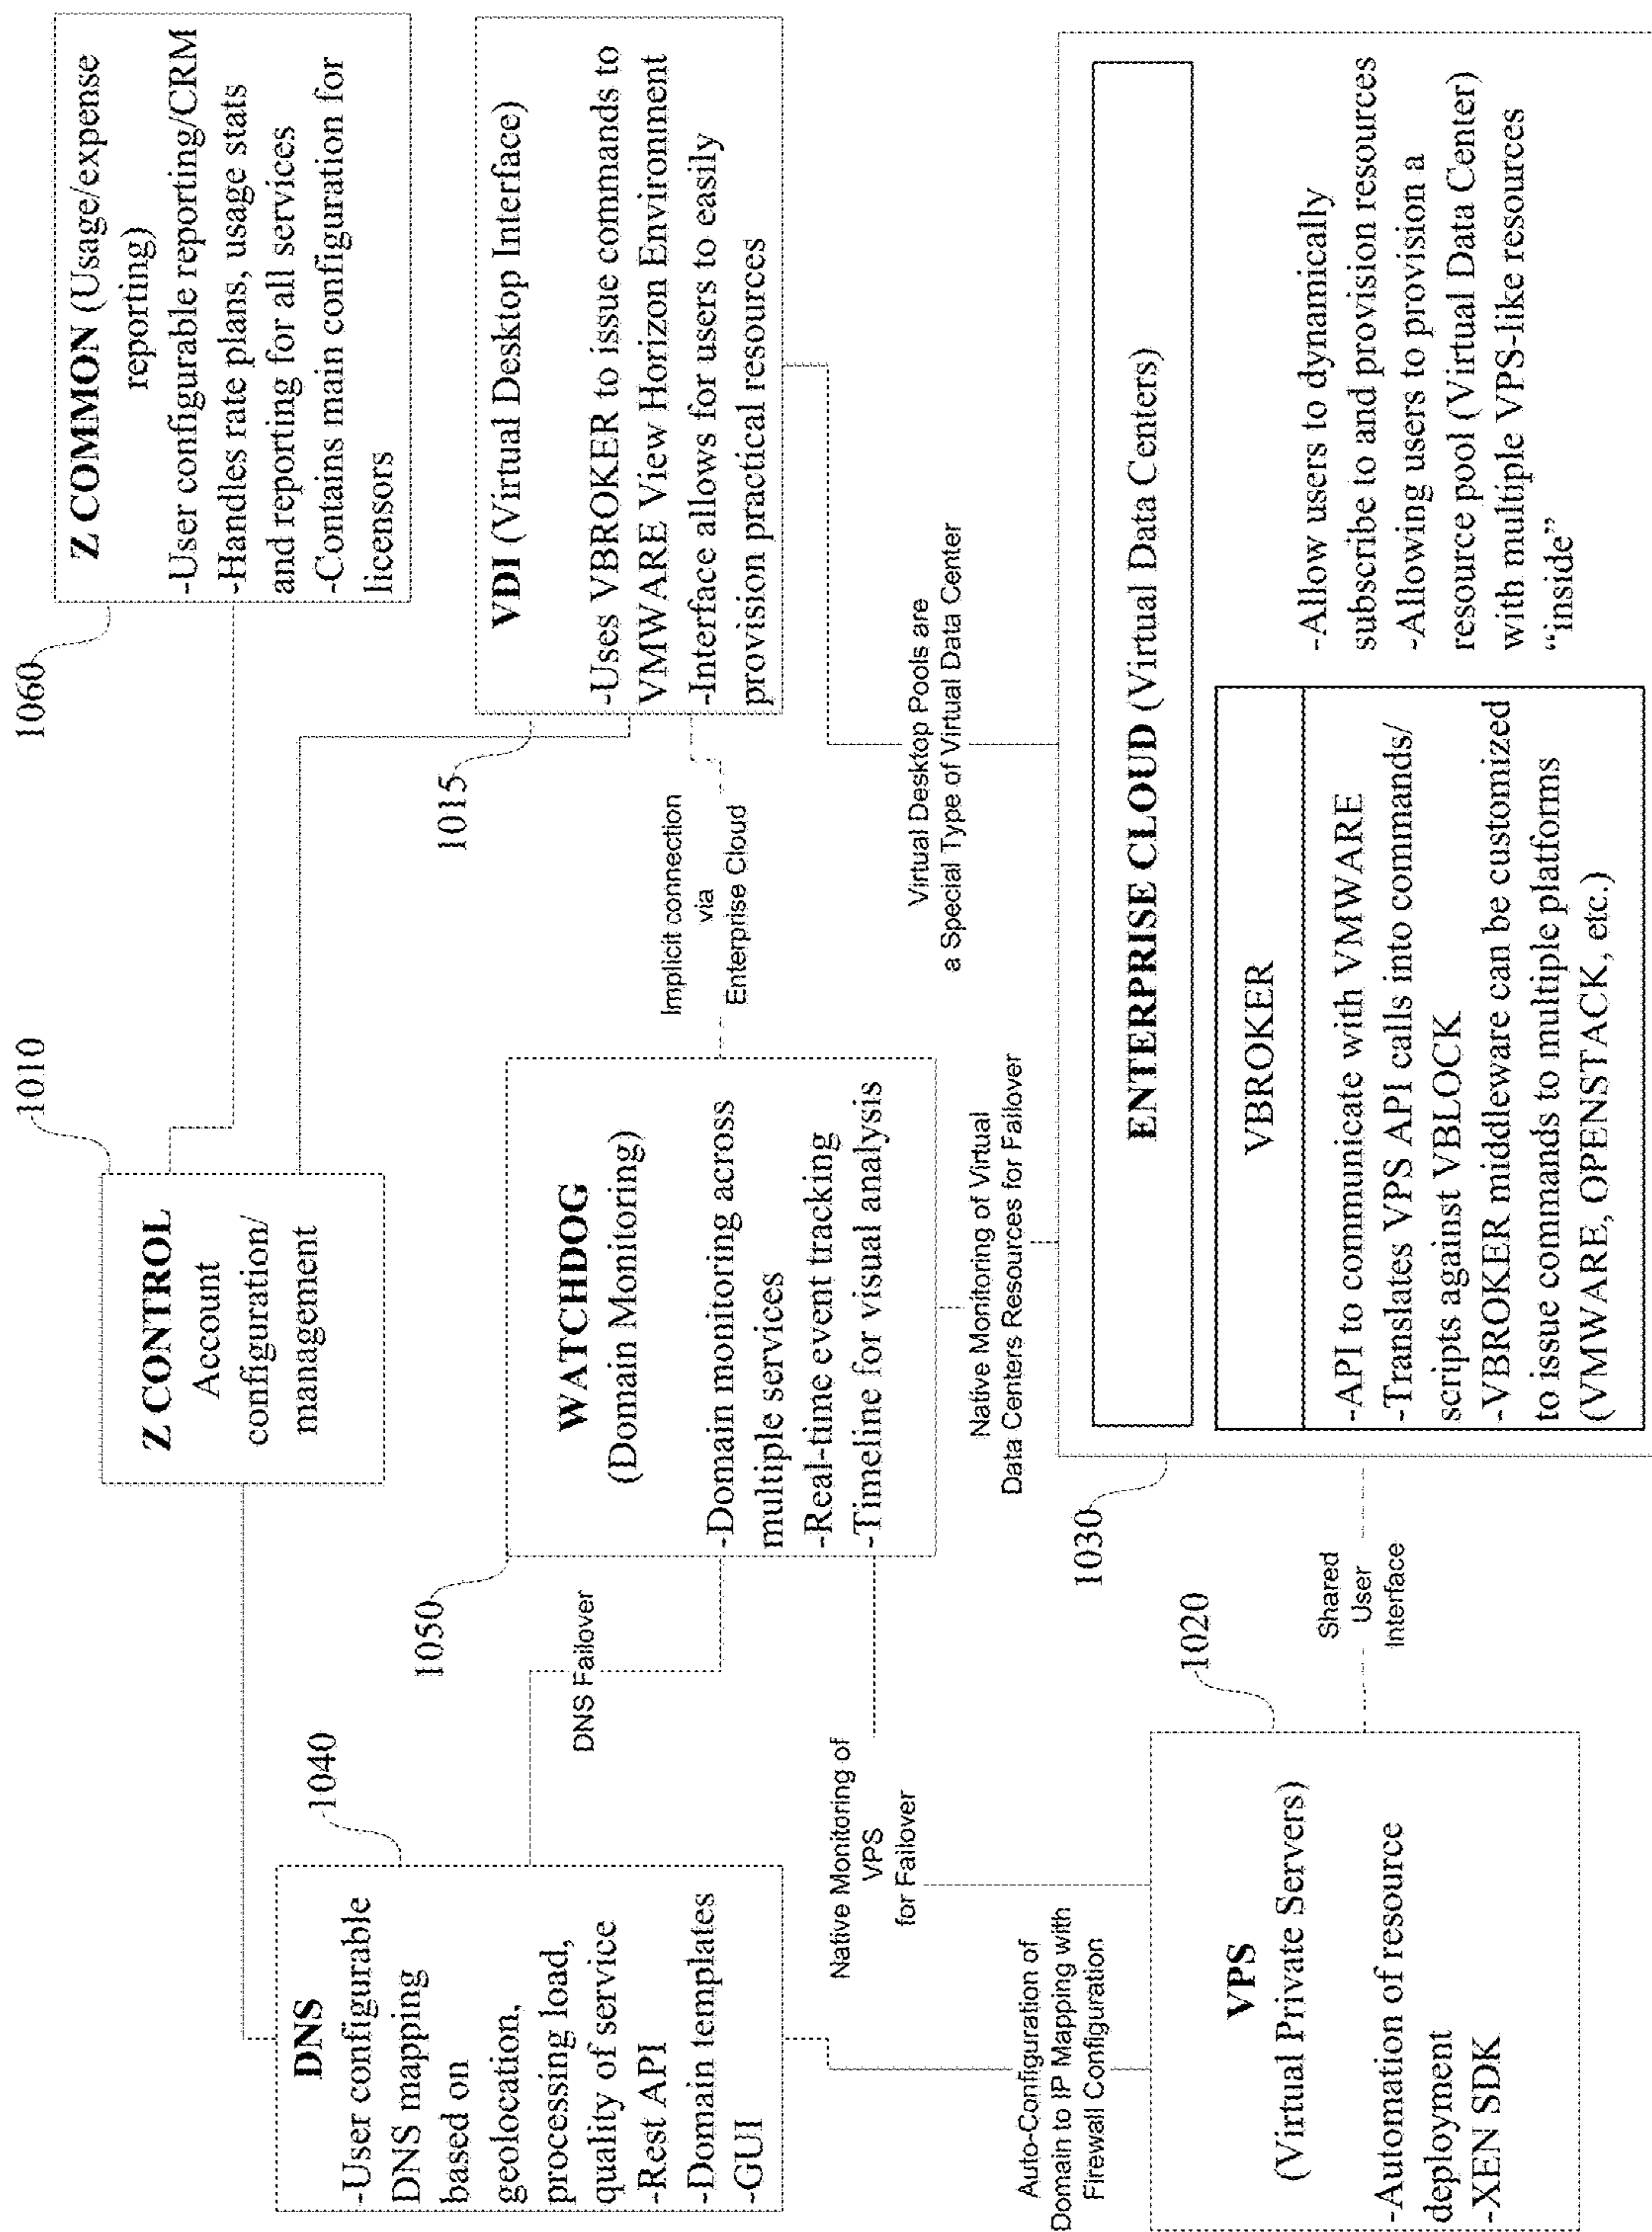 1010
Z CONTROL
Account
configuration/
management
1060
Z COMMON (Usage/expense
reporting)
-User configurable reporting/CRM
-Handles rate plans, usage stats
and reporting for all services
-Contains main configuration for
licensors
1040
DNS
-User configurable
DNS mapping
based on
geolocation,
processing load,
quality of service
-Rest API
-Domain templates
-GUI
DNS Failover
1050
WATCHDOG
(Domain Monitoring)
-Domain monitoring across
multiple services
-Real-time event tracking
-Timeline for visual analysis
Implicit connection
via
Enterprise Cloud
1015
VDI (Virtual Desktop Interface)
-Uses VBROKER to issue commands to
VMWARE View Horizon Environment
-Interface allows for users to easily
provision practical resources
Native Monitoring of
VPS
for Failover
Native Monitoring of Virtual
Data Centers Resources for Failover
Virtual Desktop Pools are
a Special Type of Virtual Data Center
Auto-Configuration of
Domain to IP Mapping with
Firewall Configuration
1020
VPS
(Virtual Private Servers)
-Automation of resource
deployment
-XEN SDK
Shared
User
Interface
1030
ENTERPRISE CLOUD (Virtual Data Centers)
VBROKER
-API to communicate with VMWARE
-Translates VPS API calls into commands/
scripts against VBLOCK
-VBROKER middleware can be customized
to issue commands to multiple platforms
(VMWARE, OPENSTACK, etc.)
-Allow users to dynamically
subscribe to and provision resources
-Allowing users to provision a
resource pool (Virtual Data Center)
with multiple VPS-like resources
“inside”